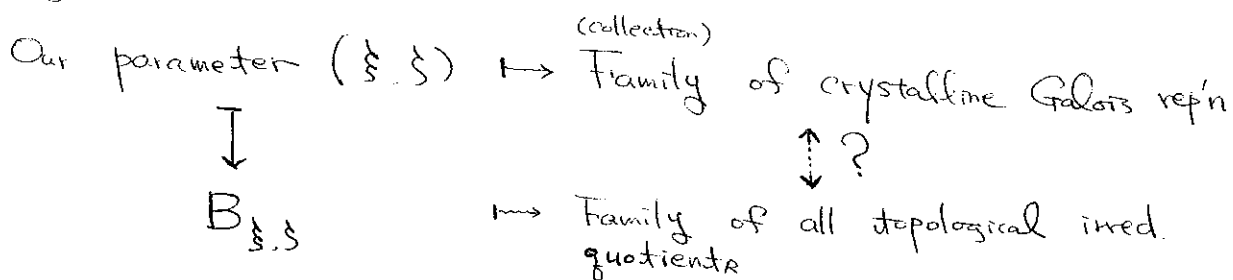 (collection)
Our parameter (ξ, ζ) ⟼ Family of crystalline Galois rep'n
?
B_{ξ,ζ} ⟼ Family of all topological irred.
quotients